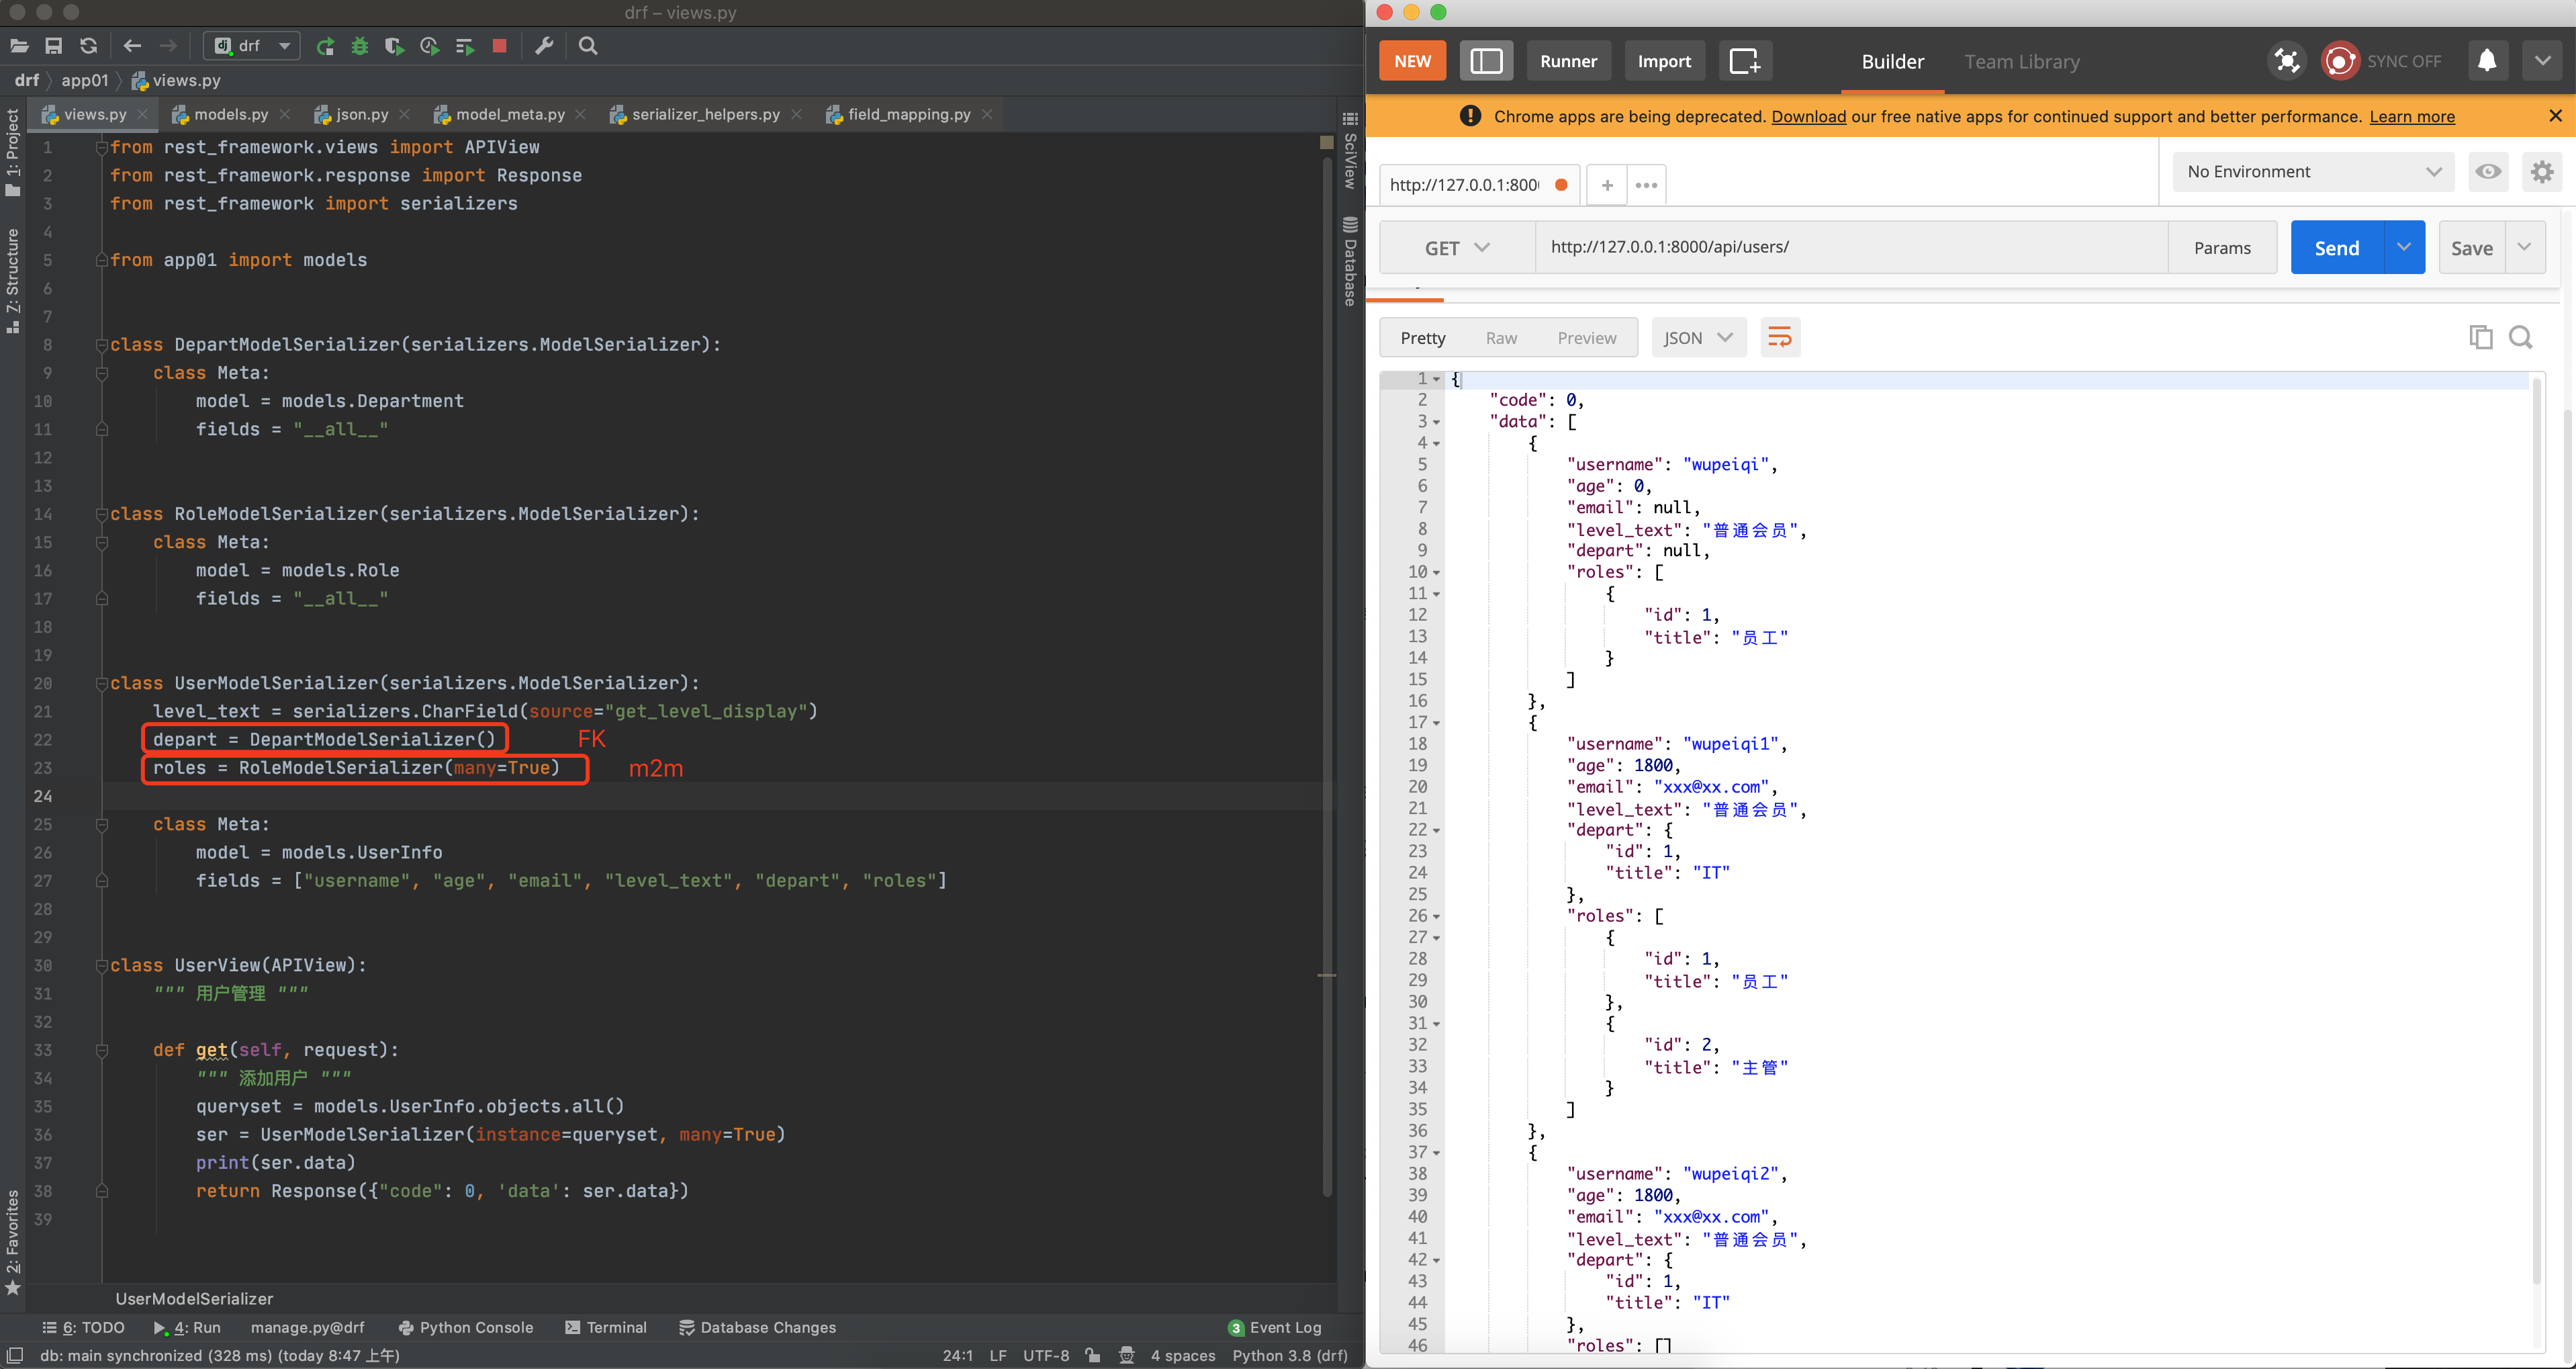 drf – views.py
drf
drf app01 views.py
views.py models.py json.py model_meta.py serializer_helpers.py field_mapping.py
1: Project
Z: Structure
2: Favorites
SciView
Database
1 from rest_framework.views import APIView
2 from rest_framework.response import Response
3 from rest_framework import serializers
4
5 from app01 import models
6
7
8 class DepartModelSerializer(serializers.ModelSerializer):
9 class Meta:
10 model = models.Department
11 fields = "__all__"
12
13
14 class RoleModelSerializer(serializers.ModelSerializer):
15 class Meta:
16 model = models.Role
17 fields = "__all__"
18
19
20 class UserModelSerializer(serializers.ModelSerializer):
21 level_text = serializers.CharField(source="get_level_display")
22 depart = DepartModelSerializer() FK
23 roles = RoleModelSerializer(many=True) m2m
24
25 class Meta:
26 model = models.UserInfo
27 fields = ["username", "age", "email", "level_text", "depart", "roles"]
28
29
30 class UserView(APIView):
31 """ 用户管理 """
32
33 def get(self, request):
34 """ 添加用户 """
35 queryset = models.UserInfo.objects.all()
36 ser = UserModelSerializer(instance=queryset, many=True)
37 print(ser.data)
38 return Response({"code": 0, 'data': ser.data})
39
UserModelSerializer
6: TODO 4: Run manage.py@drf Python Console Terminal Database Changes 3 Event Log
db: main synchronized (328 ms) (today 8:47 上午) 24:1 LF UTF-8 4 spaces Python 3.8 (drf)
NEW Runner Import Builder Team Library SYNC OFF
Chrome apps are being deprecated. Download our free native apps for continued support and better performance. Learn more
http://127.0.0.1:800 + ••• No Environment
GET http://127.0.0.1:8000/api/users/ Params Send Save
Pretty Raw Preview JSON
1 {
2 "code": 0,
3 "data": [
4 {
5 "username": "wupeiqi",
6 "age": 0,
7 "email": null,
8 "level_text": "普通会员",
9 "depart": null,
10 "roles": [
11 {
12 "id": 1,
13 "title": "员工"
14 }
15 ]
16 },
17 {
18 "username": "wupeiqi1",
19 "age": 1800,
20 "email": "xxx@xx.com",
21 "level_text": "普通会员",
22 "depart": {
23 "id": 1,
24 "title": "IT"
25 },
26 "roles": [
27 {
28 "id": 1,
29 "title": "员工"
30 },
31 {
32 "id": 2,
33 "title": "主管"
34 }
35 ]
36 },
37 {
38 "username": "wupeiqi2",
39 "age": 1800,
40 "email": "xxx@xx.com",
41 "level_text": "普通会员",
42 "depart": {
43 "id": 1,
44 "title": "IT"
45 },
46 "roles": []